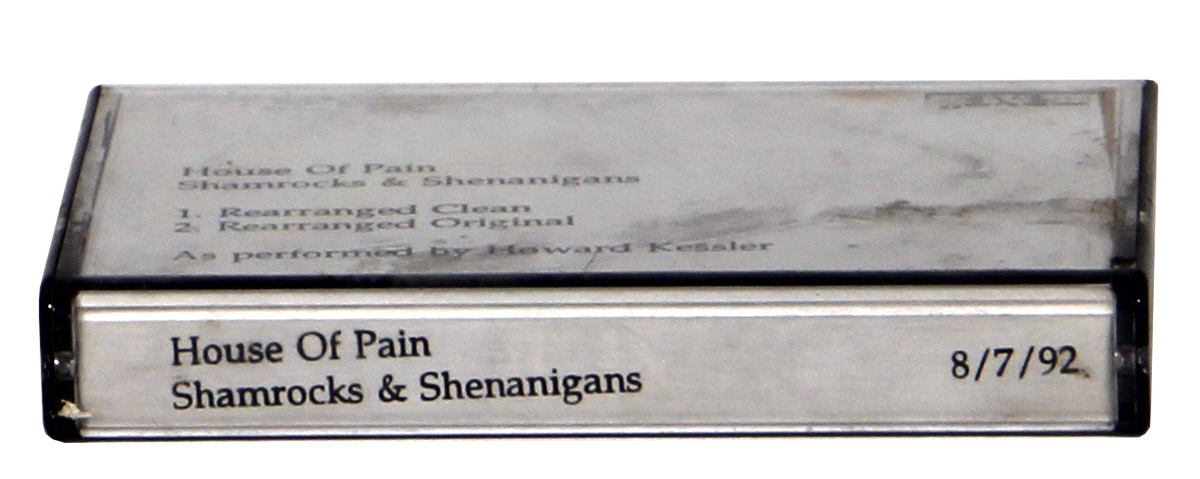 TEXEL
House Of Pain
Shamrocks & Shenanigans
1. Rearranged Clean
2. Rearranged Original
As performed by Howard Kessler
House Of Pain
Shamrocks & Shenanigans
8/7/92